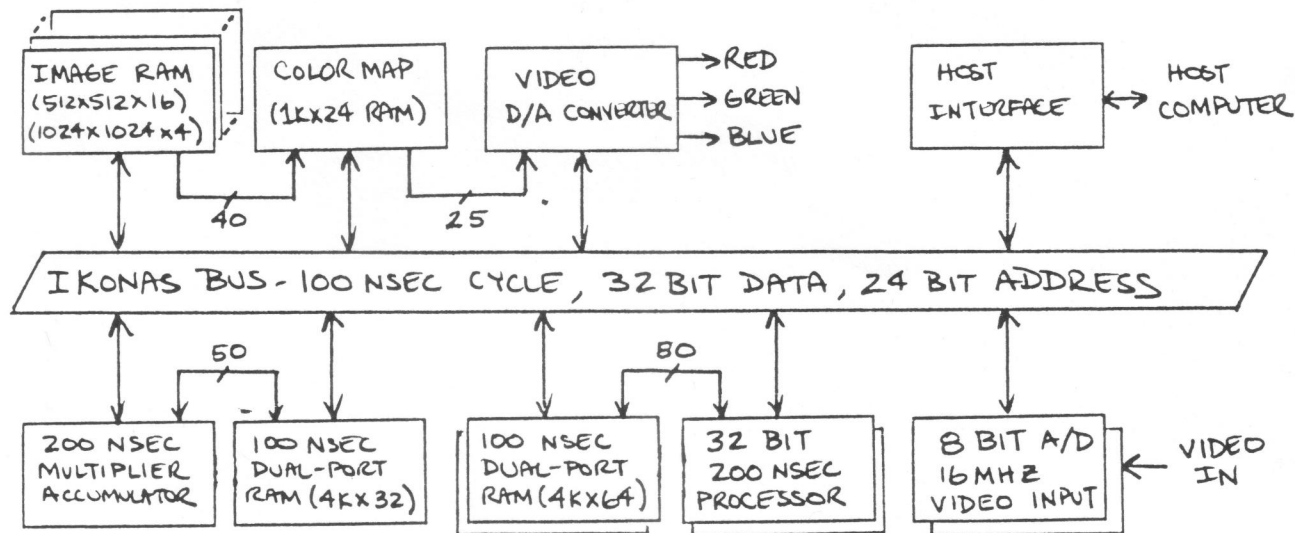 IMAGE RAM
(512X512X16)
(1024X1024X4)
COLOR MAP
(1KX24 RAM)
VIDEO
D/A CONVERTER
RED
GREEN
BLUE
HOST
INTERFACE
HOST
COMPUTER
40
25
IKONAS BUS - 100 NSEC CYCLE, 32 BIT DATA, 24 BIT ADDRESS
50
80
200 NSEC
MULTIPLIER
ACCUMULATOR
100 NSEC
DUAL-PORT
RAM (4KX32)
100 NSEC
DUAL-PORT
RAM (4KX64)
32 BIT
200 NSEC
PROCESSOR
8 BIT A/D
16 MHZ
VIDEO INPUT
VIDEO
IN